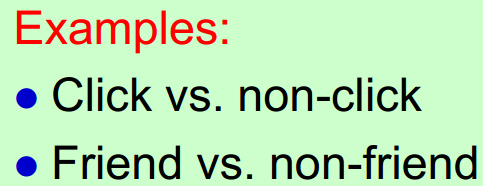 Examples:
● Click vs. non-click
● Friend vs. non-friend